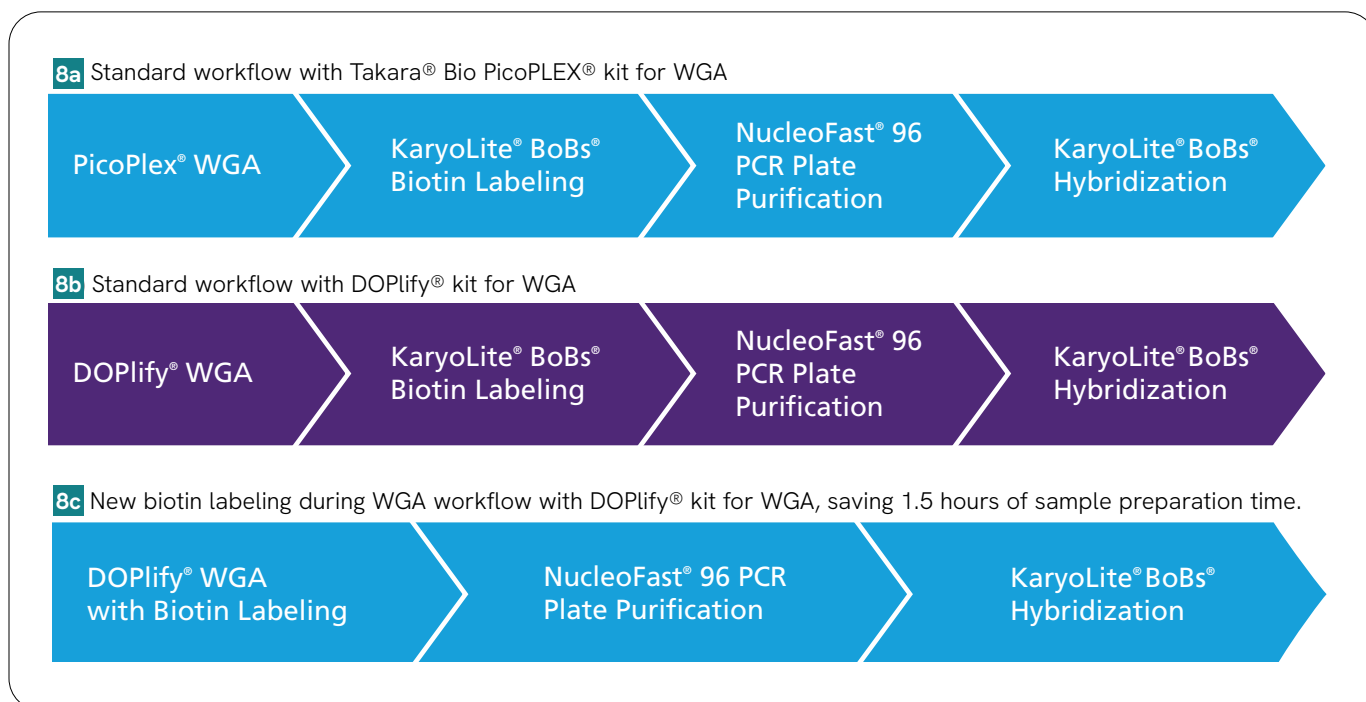 8a Standard workflow with Takara® Bio PicoPLEX® kit for WGA
PicoPlex® WGA
KaryoLite® BoBs®
Biotin Labeling
NucleoFast® 96
PCR Plate
Purification
KaryoLite® BoBs®
Hybridization
8b Standard workflow with DOPlify® kit for WGA
DOPlify® WGA
KaryoLite® BoBs®
Biotin Labeling
NucleoFast® 96
PCR Plate
Purification
KaryoLite® BoBs®
Hybridization
8c New biotin labeling during WGA workflow with DOPlify® kit for WGA, saving 1.5 hours of sample preparation time.
DOPlify® WGA
with Biotin Labeling
NucleoFast® 96 PCR
Plate Purification
KaryoLite® BoBs®
Hybridization